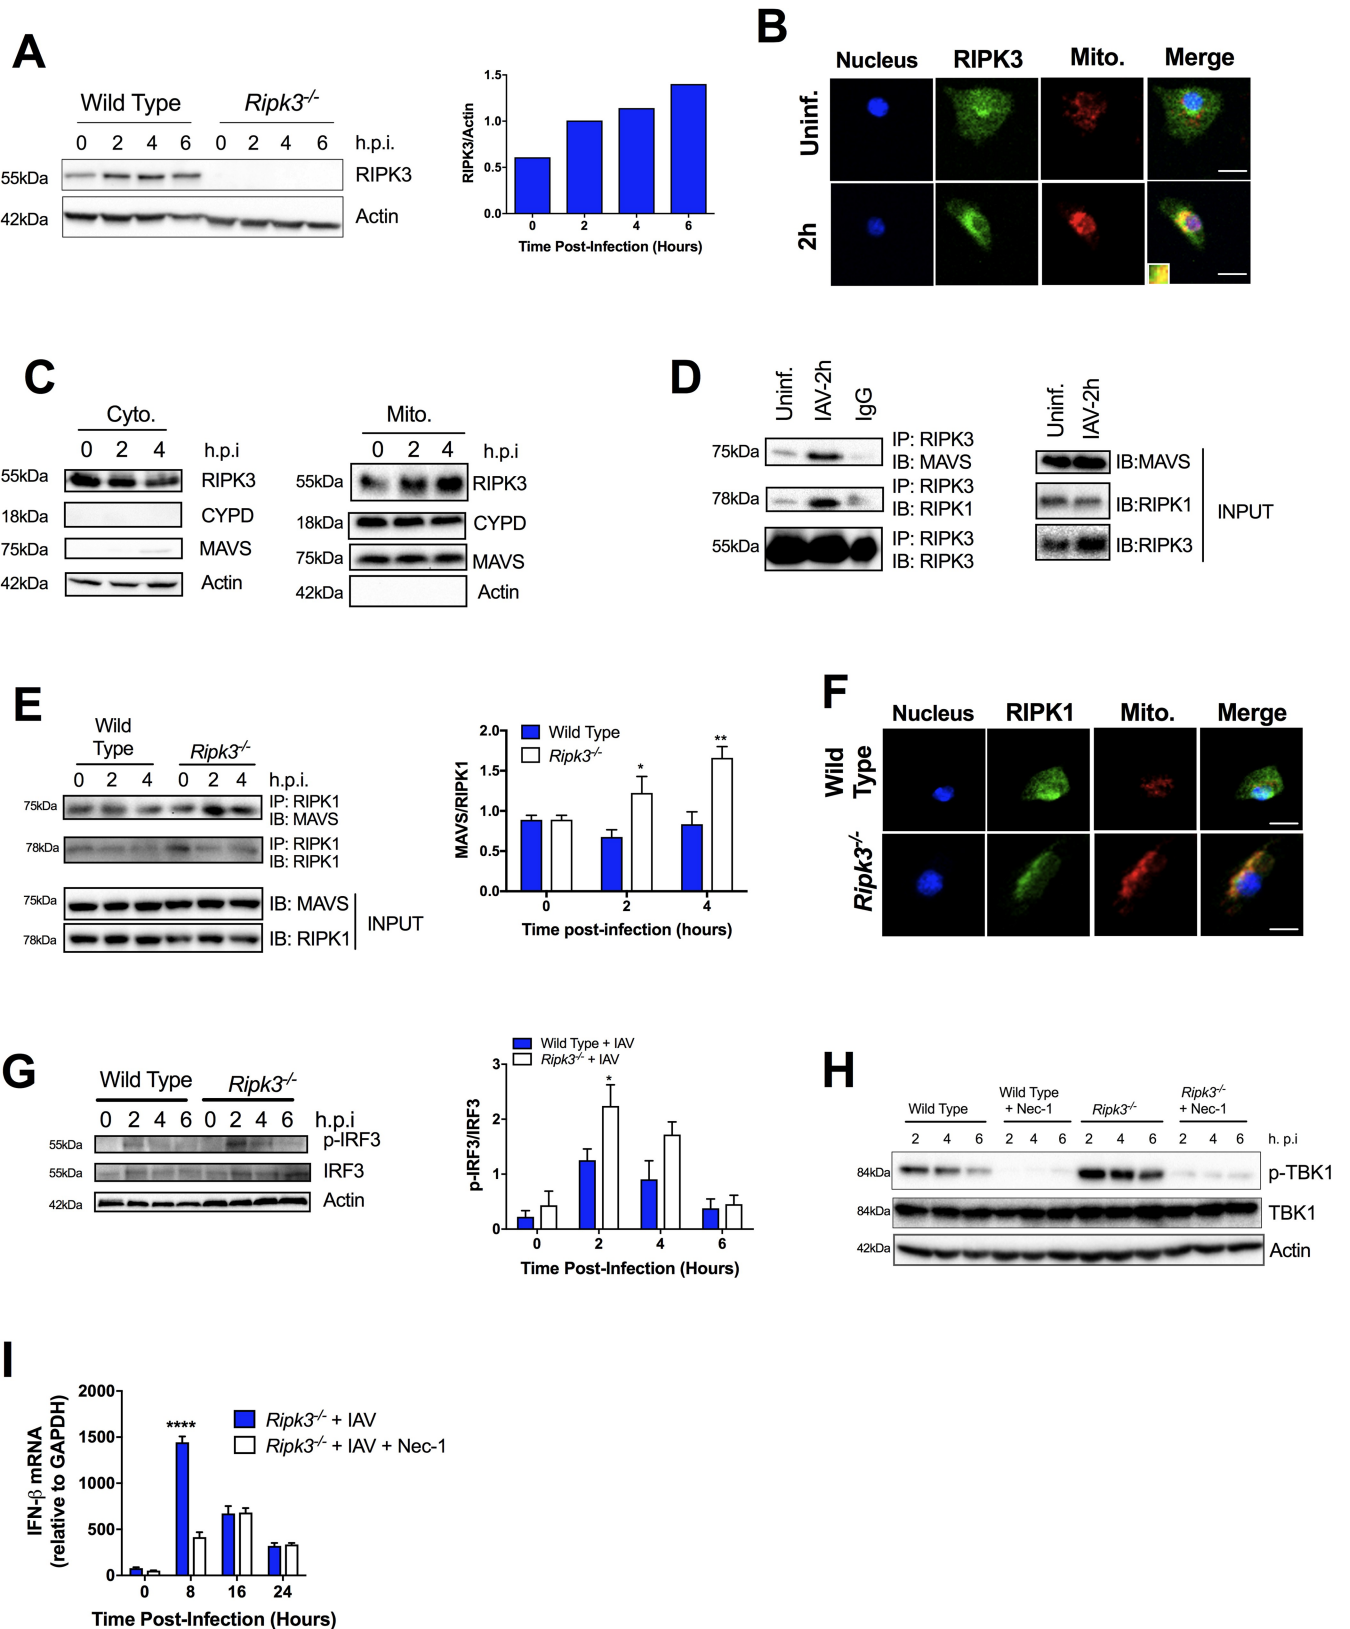 A
Wild Type Ripk3-/-
0 2 4 6 0 2 4 6 h.p.i.
55kDa RIPK3
42kDa Actin
1.5
1.0
0.5
0.0
RIPK3/Actin
0 2 4 6
Time Post-Infection (Hours)
B
Nucleus RIPK3 Mito. Merge
Uninf.
2h
C
Cyto.
0 2 4 h.p.i
55kDa RIPK3
18kDa CYPD
75kDa MAVS
42kDa Actin
Mito.
0 2 4 h.p.i
55kDa RIPK3
18kDa CYPD
75kDa MAVS
42kDa Actin
D
Uninf. IAV-2h IgG
75kDa IP: RIPK3
IB: MAVS
78kDa IP: RIPK3
IB: RIPK1
55kDa IP: RIPK3
IB: RIPK3
Uninf. IAV-2h
IB:MAVS
IB:RIPK1
IB:RIPK3
INPUT
E
Wild
Type Ripk3-/-
0 2 4 0 2 4 h.p.i.
75kDa IP: RIPK1
IB: MAVS
78kDa IP: RIPK1
IB: RIPK1
75kDa IB: MAVS
78kDa IB: RIPK1
INPUT
Wild Type
Ripk3-/-
2.0
1.5
1.0
0.5
0.0
MAVS/RIPK1
*
**
0 2 4
Time post-infection (hours)
F
Nucleus RIPK1 Mito. Merge
Wild
Type
Ripk3-/-
G
Wild Type Ripk3-/-
0 2 4 6 0 2 4 6 h.p.i
55kDa p-IRF3
55kDa IRF3
42kDa Actin
Wild Type + IAV
Ripk3-/- + IAV
3
2
1
0
p-IRF3/IRF3
*
0 2 4 6
Time Post-Infection (Hours)
H
Wild Type Wild Type
+ Nec-1 Ripk3-/- Ripk3-/-
+ Nec-1
2 4 6 2 4 6 2 4 6 2 4 6 h. p.i
84kDa p-TBK1
84kDa TBK1
42kDa Actin
I
2000
1500
1000
500
0
IFN-β mRNA
(relative to GAPDH)
****
Ripk3-/- + IAV
Ripk3-/- + IAV + Nec-1
0 8 16 24
Time Post-Infection (Hours)